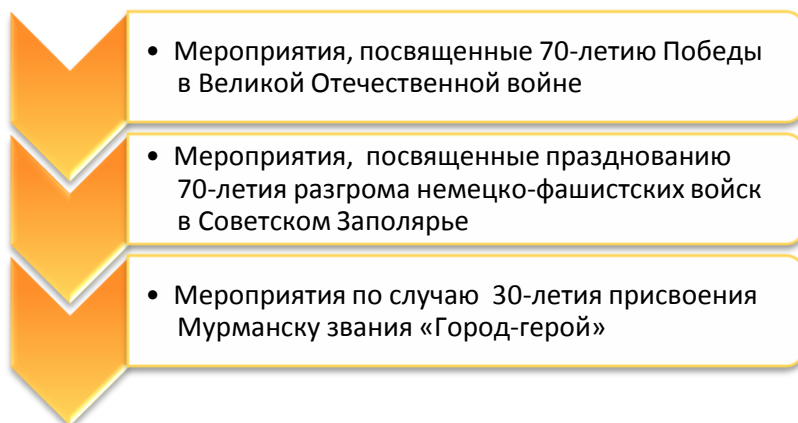 • Мероприятия, посвященные 70-летию Победы
в Великой Отечественной войне
• Мероприятия, посвященные празднованию
70-летия разгрома немецко-фашистских войск
в Советском Заполярье
• Мероприятия по случаю 30-летия присвоения
Мурманску звания «Город-герой»